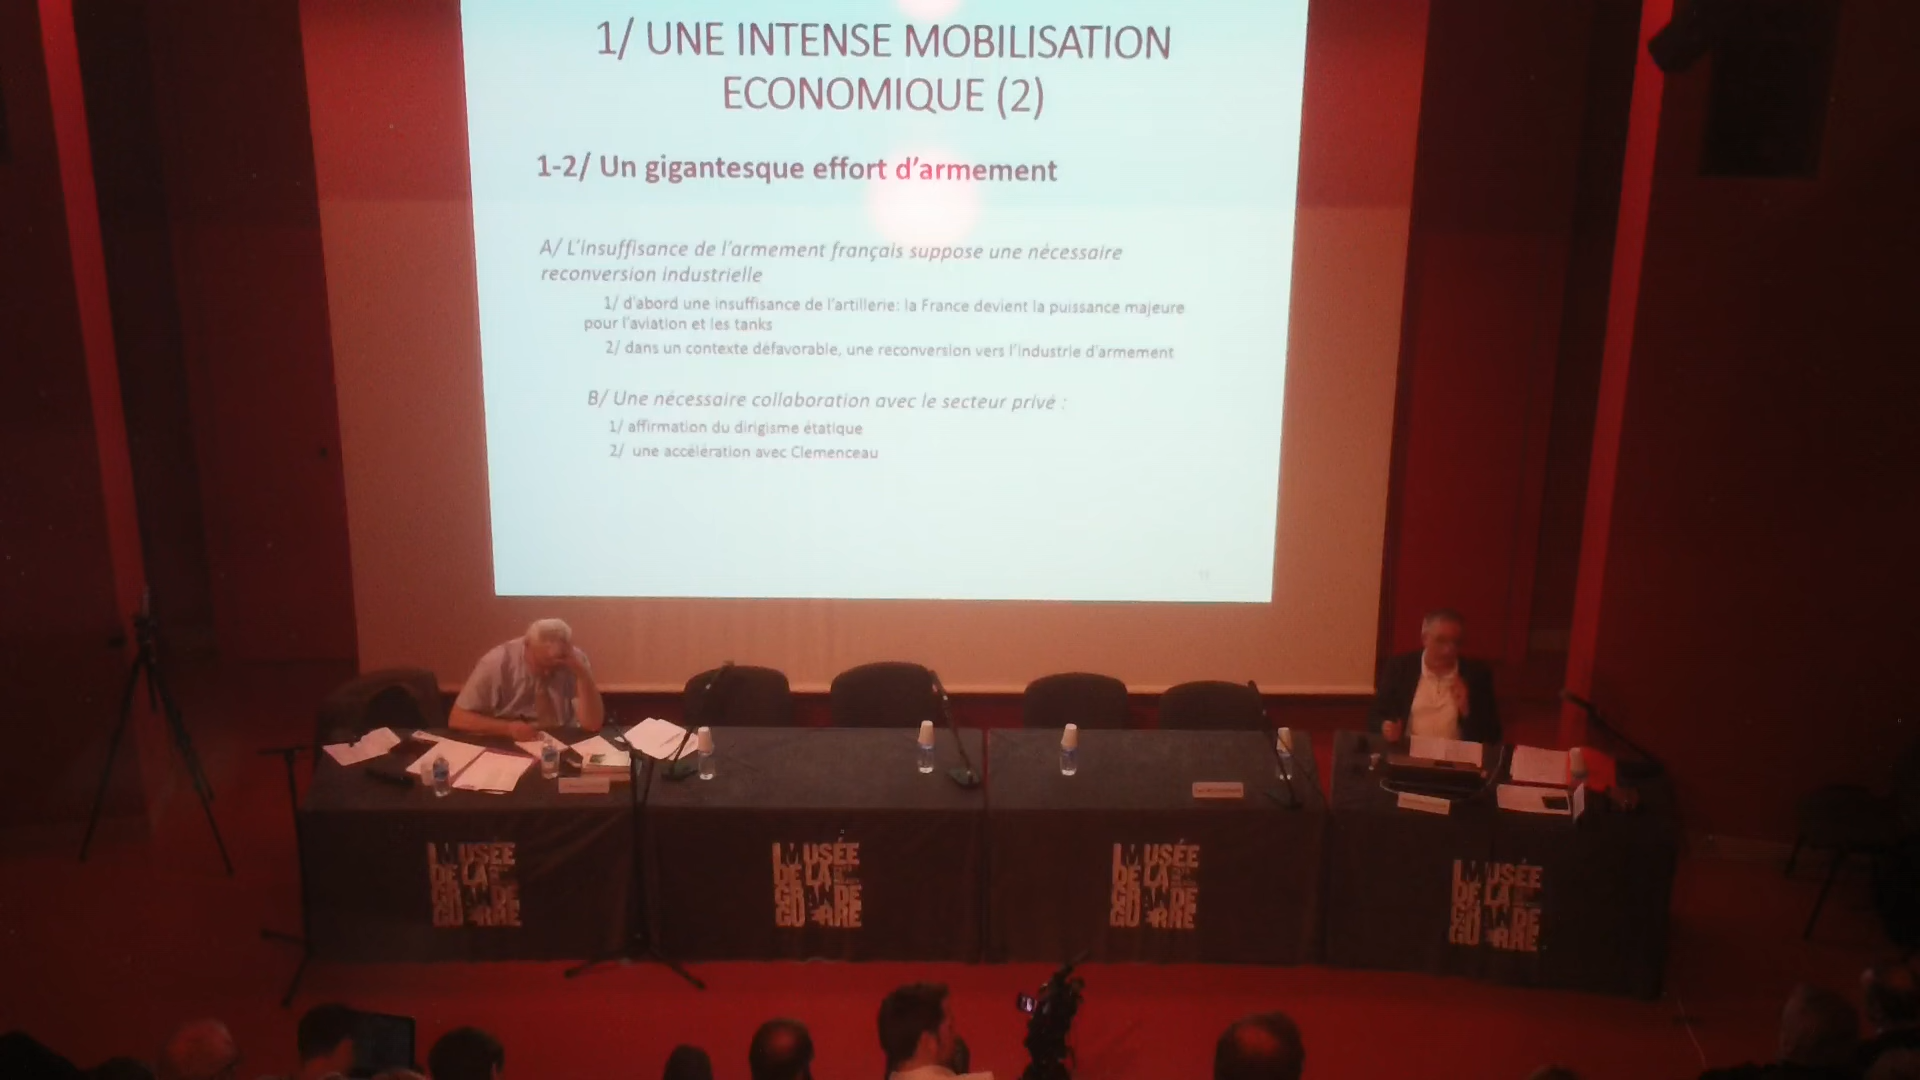 1/ UNE INTENSE MOBILISATION
ECONOMIQUE (2)
1-2/ Un gigantesque effort d'armement
A/ L'insuffisance de l'armement français suppose une nécessaire
reconversion industrielle
1/ d'abord une insuffisance de l'artillerie: la France devient la puissance majeure
pour l'aviation et les tanks
2/ dans un contexte défavorable, une reconversion vers l'industrie d'armement
B/ Une nécessaire collaboration avec le secteur privé :
1/ affirmation du dirigisme étatique
2/ une accélération avec Clemenceau
MUSÉE
DE LA
GRANDE
GUERRE
MUSÉE
DE LA
GRANDE
GUERRE
MUSÉE
DE LA
GRANDE
GUERRE
MUSÉE
DE LA
GRANDE
GUERRE